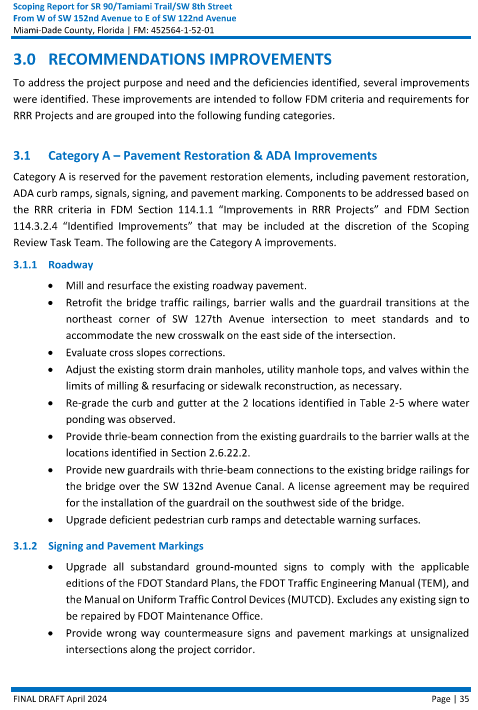 Scoping Report for SR 90/Tamiami Trail/SW 8th Street
From W of SW 152nd Avenue to E of SW 122nd Avenue
Miami-Dade County, Florida | FM: 452564-1-52-01
3.0 RECOMMENDATIONS IMPROVEMENTS
To address the project purpose and need and the deficiencies identified, several improvements
were identified. These improvements are intended to follow FDM criteria and requirements for
RRR Projects and are grouped into the following funding categories.
3.1 Category A – Pavement Restoration & ADA Improvements
Category A is reserved for the pavement restoration elements, including pavement restoration,
ADA curb ramps, signals, signing, and pavement marking. Components to be addressed based on
the RRR criteria in FDM Section 114.1.1 “Improvements in RRR Projects” and FDM Section
114.3.2.4 “Identified Improvements” that may be included at the discretion of the Scoping
Review Task Team. The following are the Category A improvements.
3.1.1 Roadway
• Mill and resurface the existing roadway pavement.
• Retrofit the bridge traffic railings, barrier walls and the guardrail transitions at the
northeast corner of SW 127th Avenue intersection to meet standards and to
accommodate the new crosswalk on the east side of the intersection.
• Evaluate cross slopes corrections.
• Adjust the existing storm drain manholes, utility manhole tops, and valves within the
limits of milling & resurfacing or sidewalk reconstruction, as necessary.
• Re-grade the curb and gutter at the 2 locations identified in Table 2-5 where water
ponding was observed.
• Provide thrie-beam connection from the existing guardrails to the barrier walls at the
locations identified in Section 2.6.22.2.
• Provide new guardrails with thrie-beam connections to the existing bridge railings for
the bridge over the SW 132nd Avenue Canal. A license agreement may be required
for the installation of the guardrail on the southwest side of the bridge.
• Upgrade deficient pedestrian curb ramps and detectable warning surfaces.
3.1.2 Signing and Pavement Markings
• Upgrade all substandard ground-mounted signs to comply with the applicable
editions of the FDOT Standard Plans, the FDOT Traffic Engineering Manual (TEM), and
the Manual on Uniform Traffic Control Devices (MUTCD). Excludes any existing sign to
be repaired by FDOT Maintenance Office.
• Provide wrong way countermeasure signs and pavement markings at unsignalized
intersections along the project corridor.
FINAL DRAFT April 2024 Page | 35